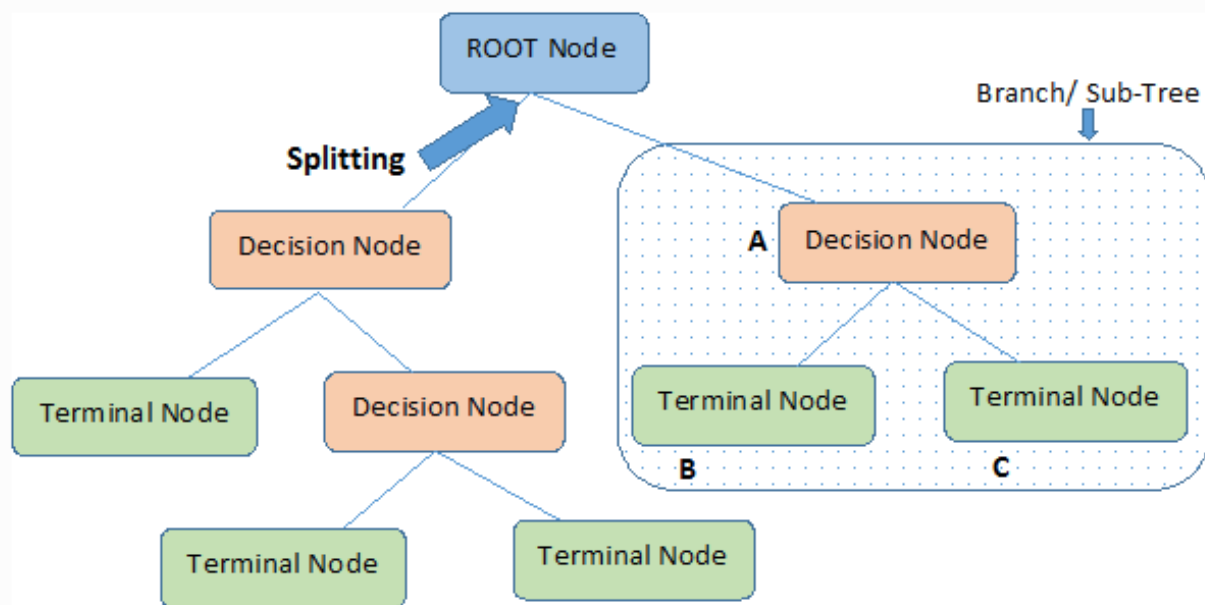 ROOT Node
Branch/ Sub-Tree
Splitting
Decision Node
A
Decision Node
Terminal Node
Decision Node
Terminal Node
Terminal Node
B
C
Terminal Node
Terminal Node